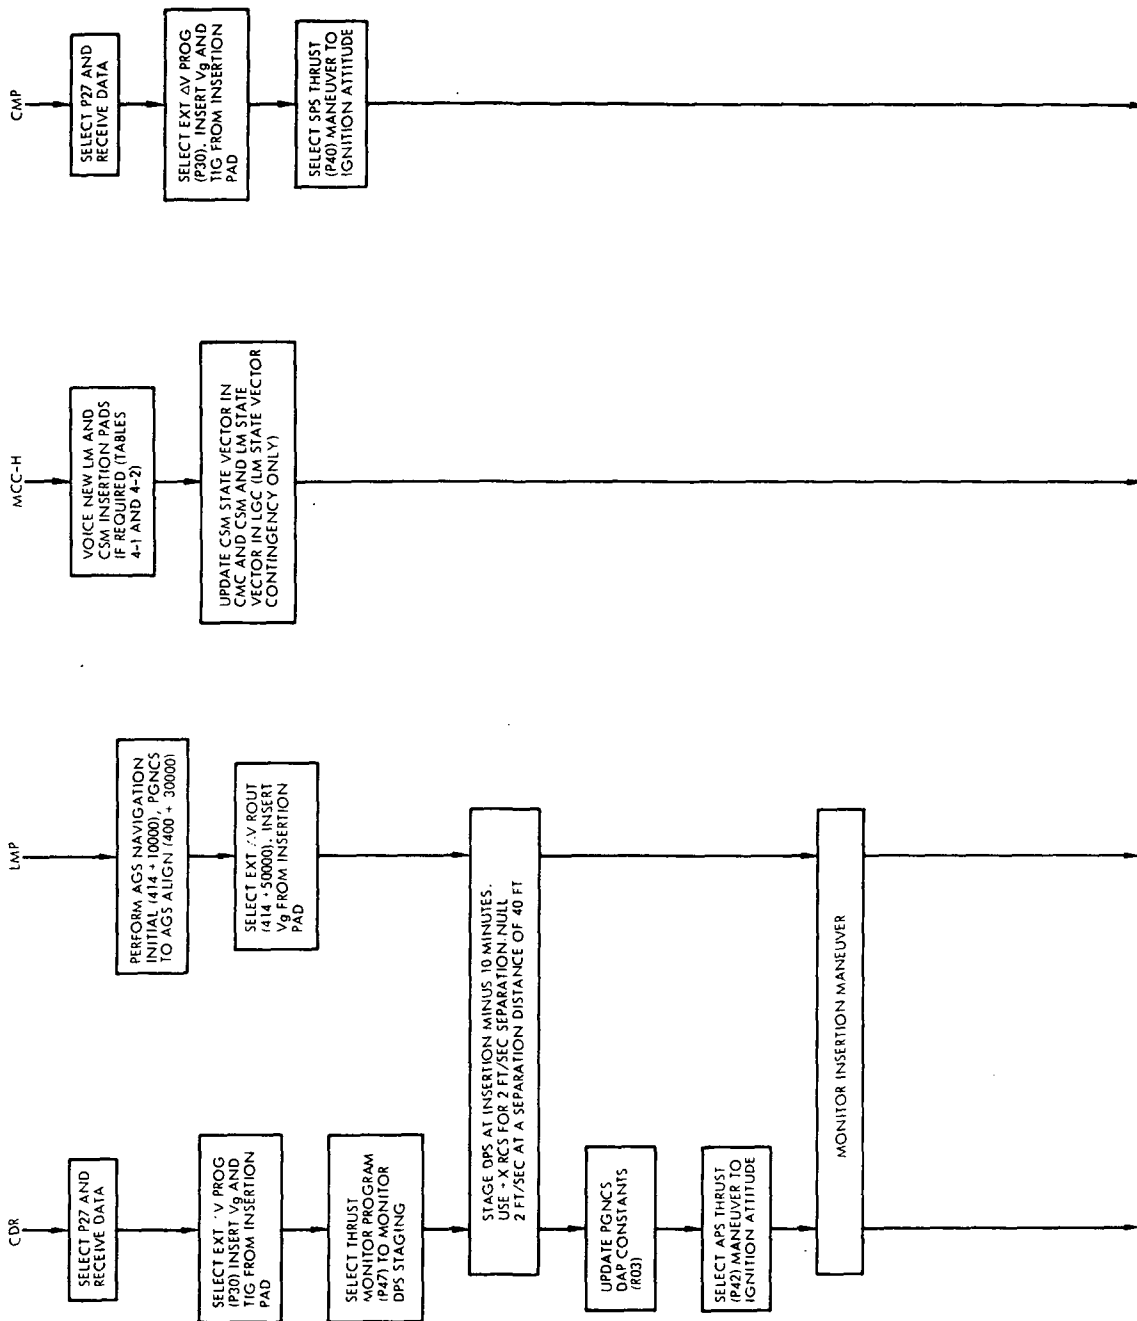 CDR
SELECT P27 AND
RECEIVE DATA
SELECT EXT ΔV PROG
(P30) INSERT Vg AND
TIG FROM INSERTION
PAD
SELECT THRUST
MONITOR PROGRAM
(P47) TO MONITOR
DPS STAGING
LMP
PERFORM AGS NAVIGATION
INITIAL (414 + 10000), PGNCS
TO AGS ALIGN (400 + 30000)
SELECT EXT ΔV ROUT
(414 +50000). INSERT
Vg FROM INSERTION
PAD
STAGE DPS AT INSERTION MINUS 10 MINUTES.
USE +X RCS FOR 2 FT/SEC SEPARATION. NULL
2 FT/SEC AT A SEPARATION DISTANCE OF 40 FT
UPDATE PGNCS
DAP CONSTANTS
(R03)
SELECT APS THRUST
(P42) MANEUVER TO
IGNITION ATTITUDE
MONITOR INSERTION MANEUVER
MCC-H
VOICE NEW LM AND
CSM INSERTION PADS
IF REQUIRED (TABLES
4-1 AND 4-2)
UPDATE CSM STATE VECTOR IN
CMC AND CSM AND LM STATE
VECTOR IN LGC (LM STATE VECTOR
CONTINGENCY ONLY)
CMP
SELECT P27 AND
RECEIVE DATA
SELECT EXT ΔV PROG
(P30). INSERT Vg AND
TIG FROM INSERTION
PAD
SELECT SPS THRUST
(P40) MANEUVER TO
IGNITION ATTITUDE